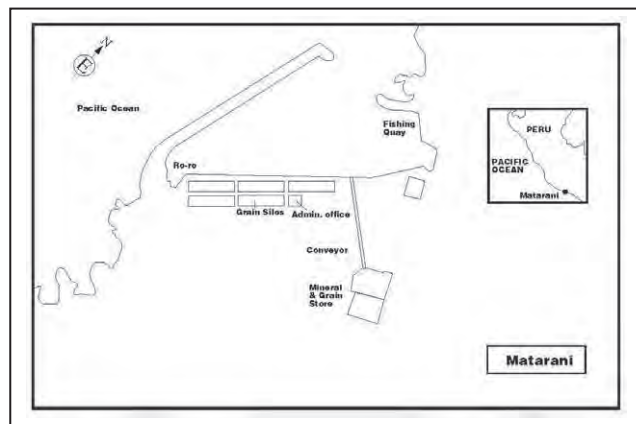 N
E
Pacific Ocean
Fishing
Quay
PERU
PACIFIC
OCEAN
Matarani
Ro-ro
Grain Silos
Admin. office
Conveyor
Mineral
& Grain
Store
Matarani